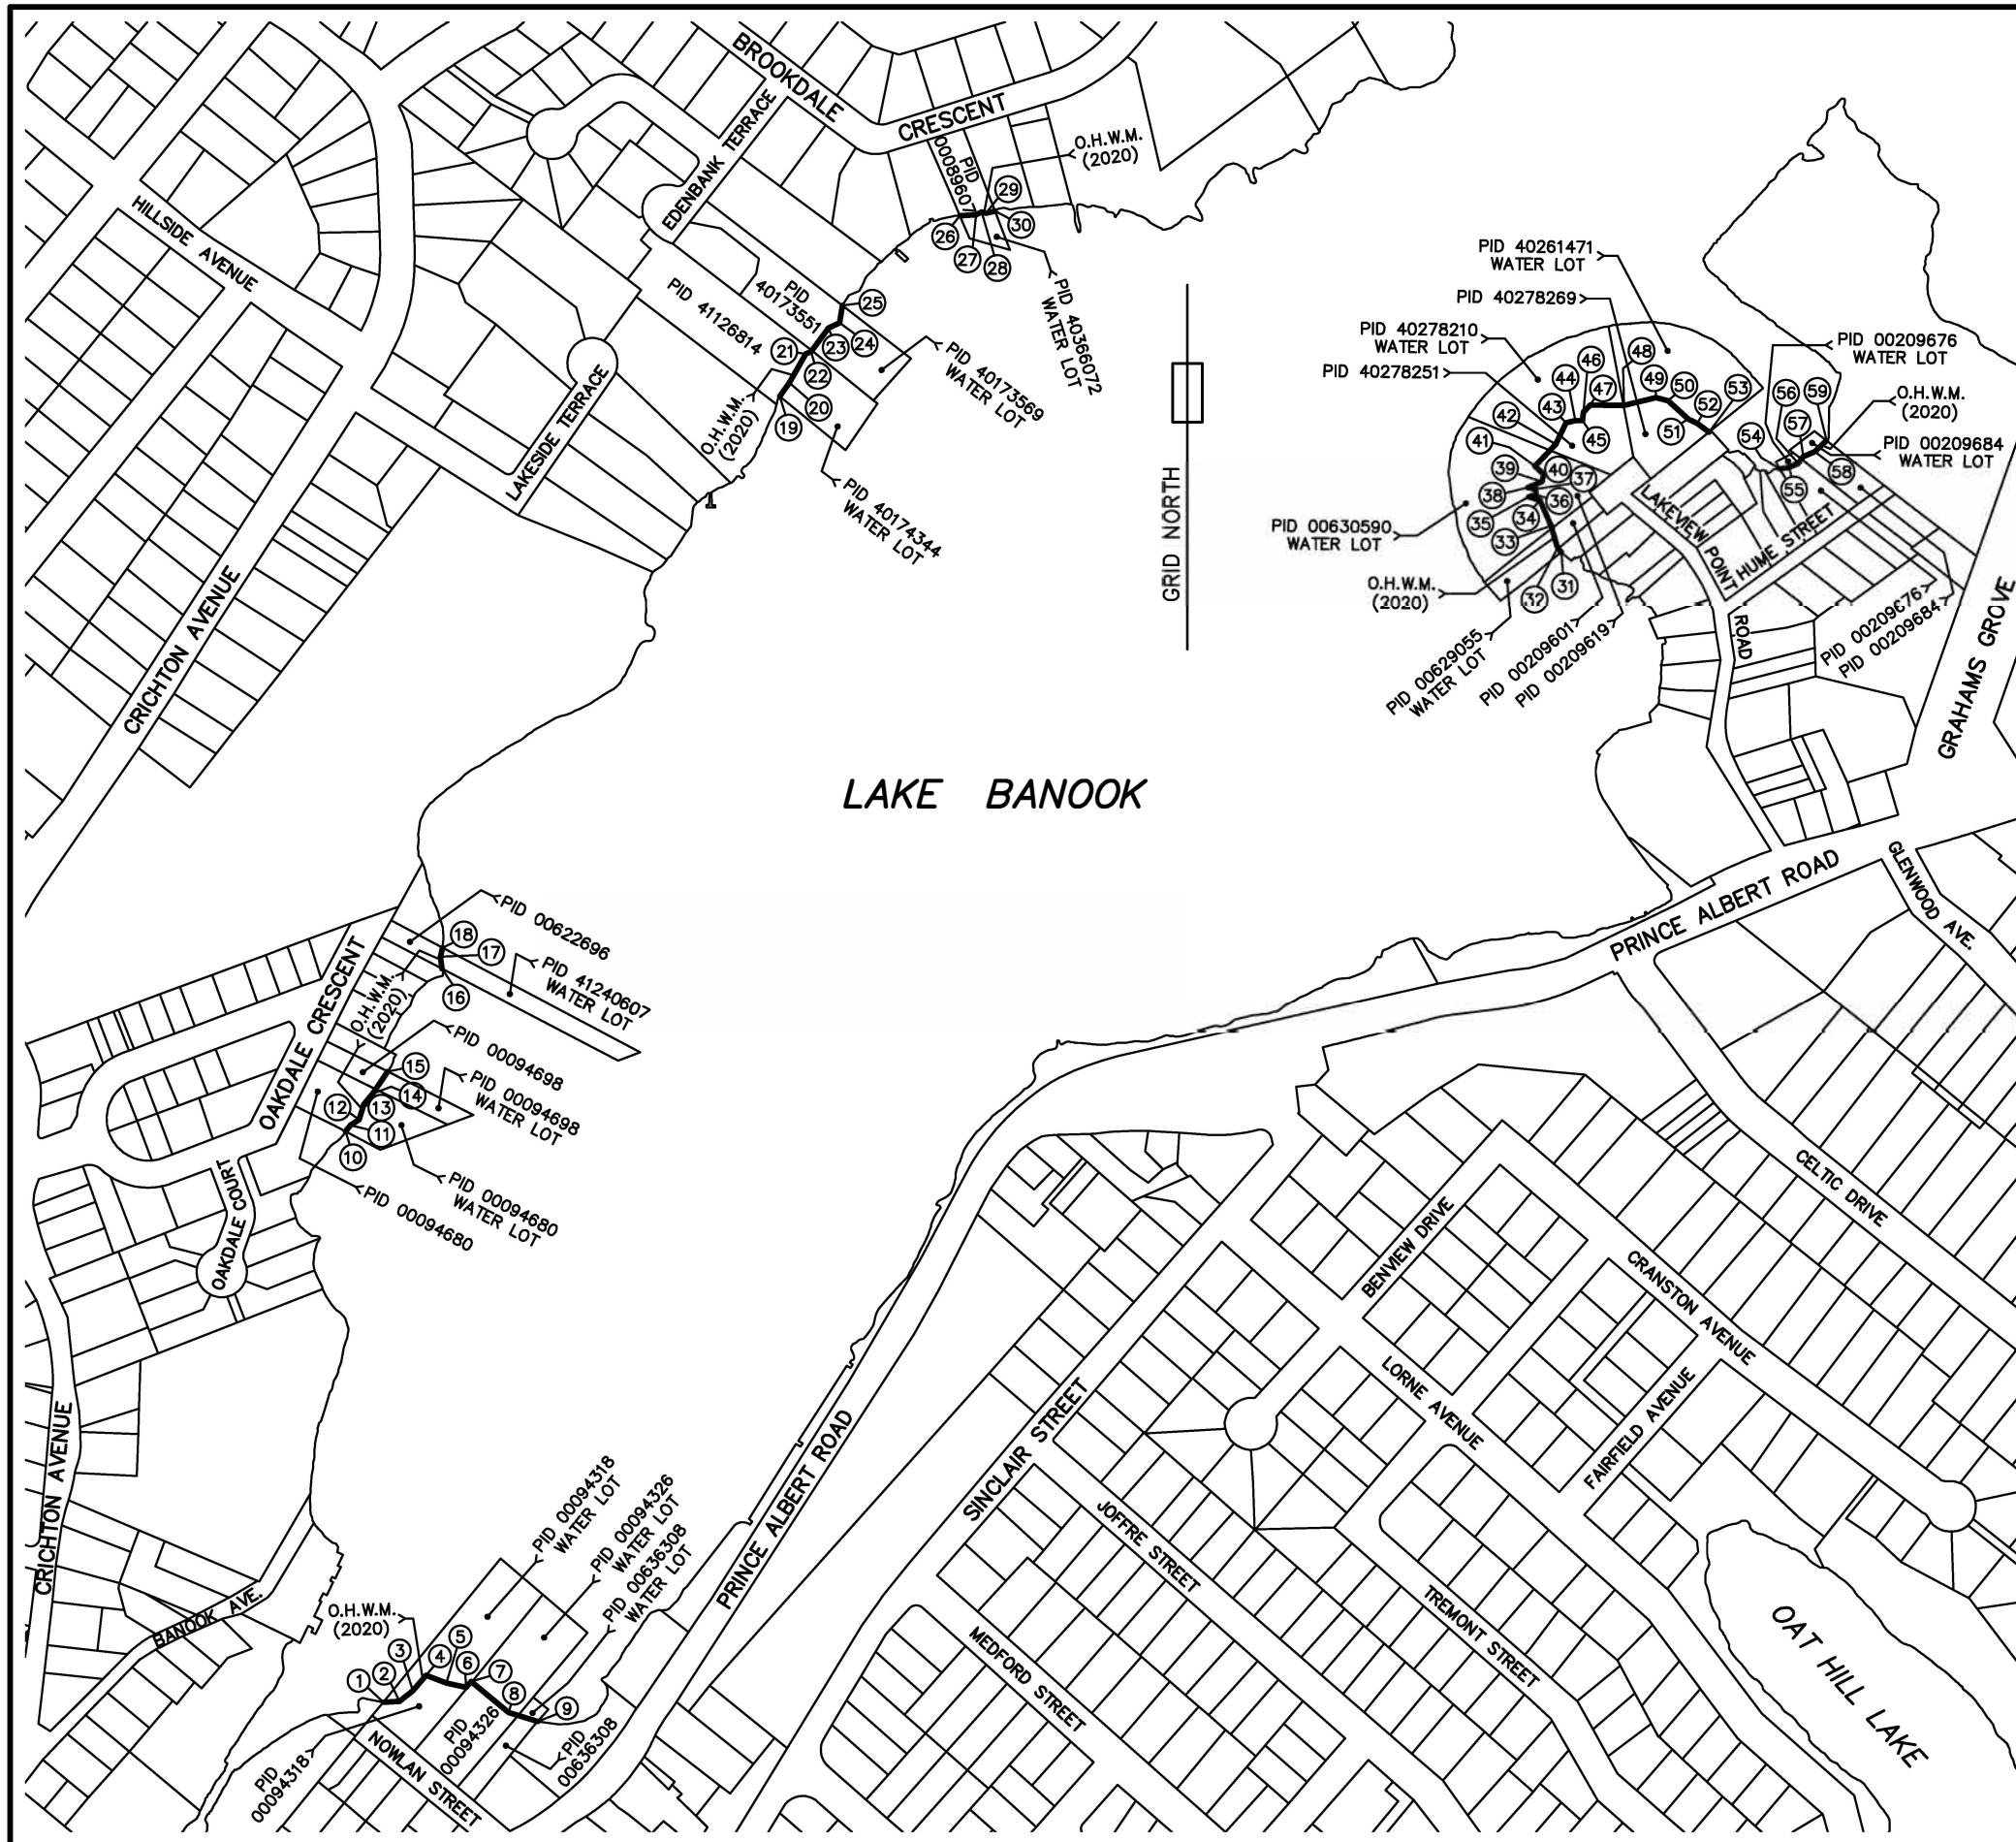 BROOKDALE
CRESCENT
EDENBANK TERRACE
HILLSIDE AVENUE
LAKESIDE TERRACE
CRICHTON AVENUE
PID
00089607
O.H.W.M.
(2020)
29
30
26
27
28
PID 40366072
WATER LOT
PID
40173551
PID 41126814
25
24
23
21
22
20
19
O.H.W.M.
(2020)
PID 40173569
WATER LOT
PID 40174344
WATER LOT
GRID NORTH
PID 40261471
WATER LOT
PID 40278269
PID 40278210
WATER LOT
PID 40278251
PID 00209676
WATER LOT
O.H.W.M.
(2020)
PID 00209684
WATER LOT
46
48
44
47
49
50
53
43
52
42
45
51
41
56
59
57
54
55
58
39
40
37
38
36
35
34
33
31
32
PID 00630590
WATER LOT
O.H.W.M.
(2020)
PID 00629055
WATER LOT
PID 00209601
PID 00209619
LAKEVIEW POINT
ROAD
HUME STREET
PID 00209676
PID 00209684
GRAHAMS GROVE
LAKE BANOOK
PRINCE ALBERT ROAD
GLENWOOD AVE.
PID 00622696
18
17
16
PID 41240607
WATER LOT
O.H.W.M.
(2020)
OAKDALE CRESCENT
PID 00094698
15
14
13
12
11
10
PID 00094698
WATER LOT
PID 00094680
WATER LOT
PID 00094680
OAKDALE COURT
CRICHTON AVENUE
BANOOK AVE.
CELTIC DRIVE
BENVIEW DRIVE
CRANSTON AVENUE
LORNE AVENUE
FAIRFIELD AVENUE
SINCLAIR STREET
PRINCE ALBERT ROAD
JOFFRE STREET
TREMONT STREET
MEDFORD STREET
OAT HILL LAKE
PID 00094318
WATER LOT
PID 00094326
WATER LOT
PID 00636308
WATER LOT
O.H.W.M.
(2020)
1
2
3
4
5
6
7
8
9
PID
00094318
PID
00094326
PID
00636308
NOWLAN STREET